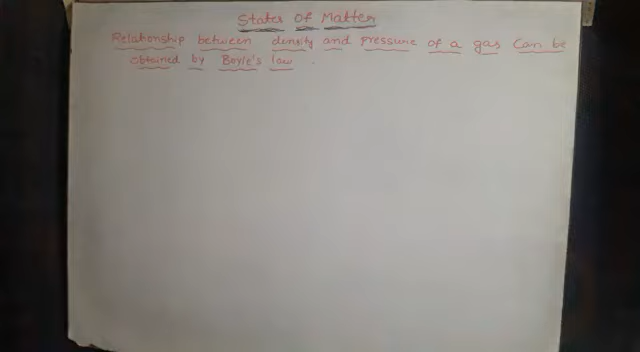 States Of Matter
Relationship between density and pressure of a gas can be
obtained by Boyle's law.